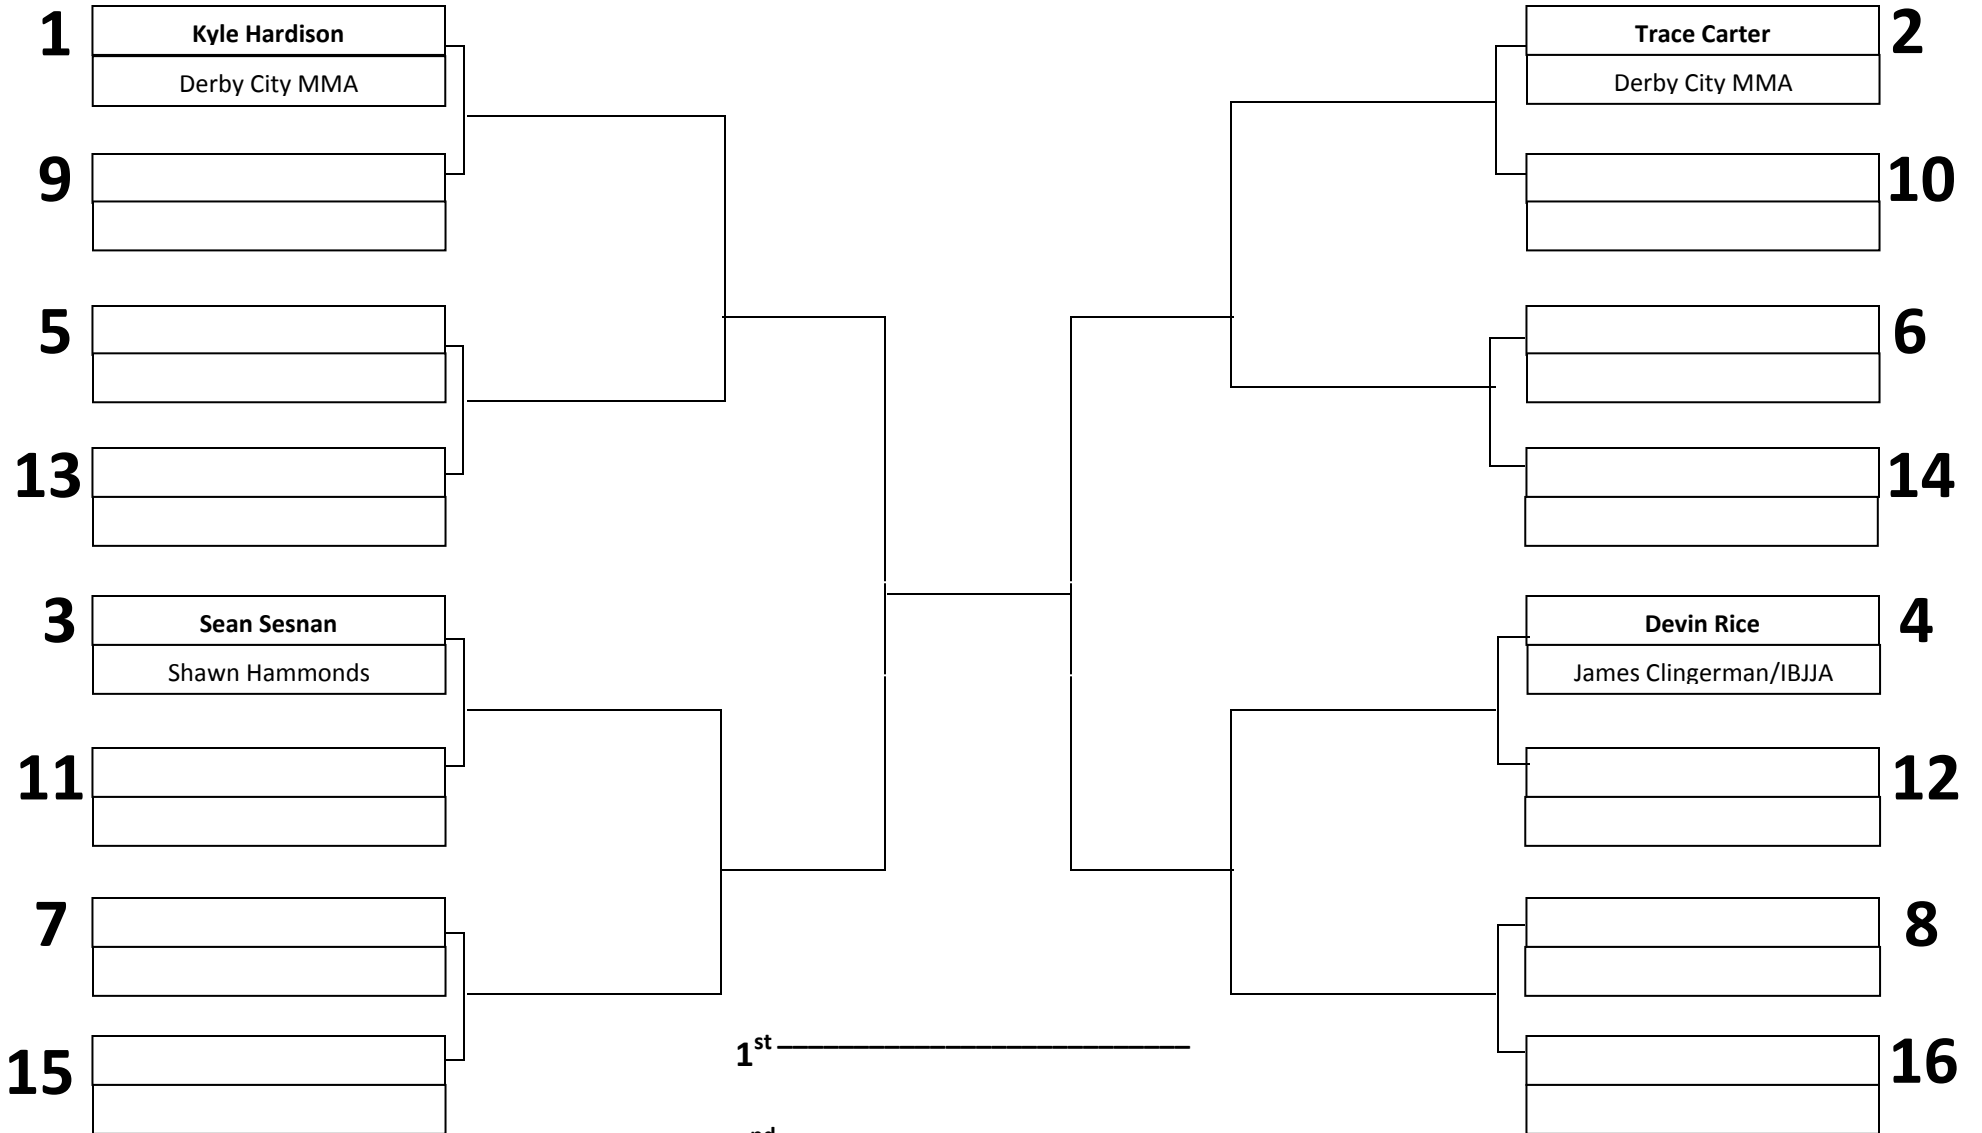 1
Kyle Hardison
Derby City MMA
9
5
13
3
Sean Sesnan
Shawn Hammonds
11
7
15
Trace Carter
2
Derby City MMA
10
6
14
Devin Rice
4
James Clingerman/IBJJA
12
8
16
1st
nd